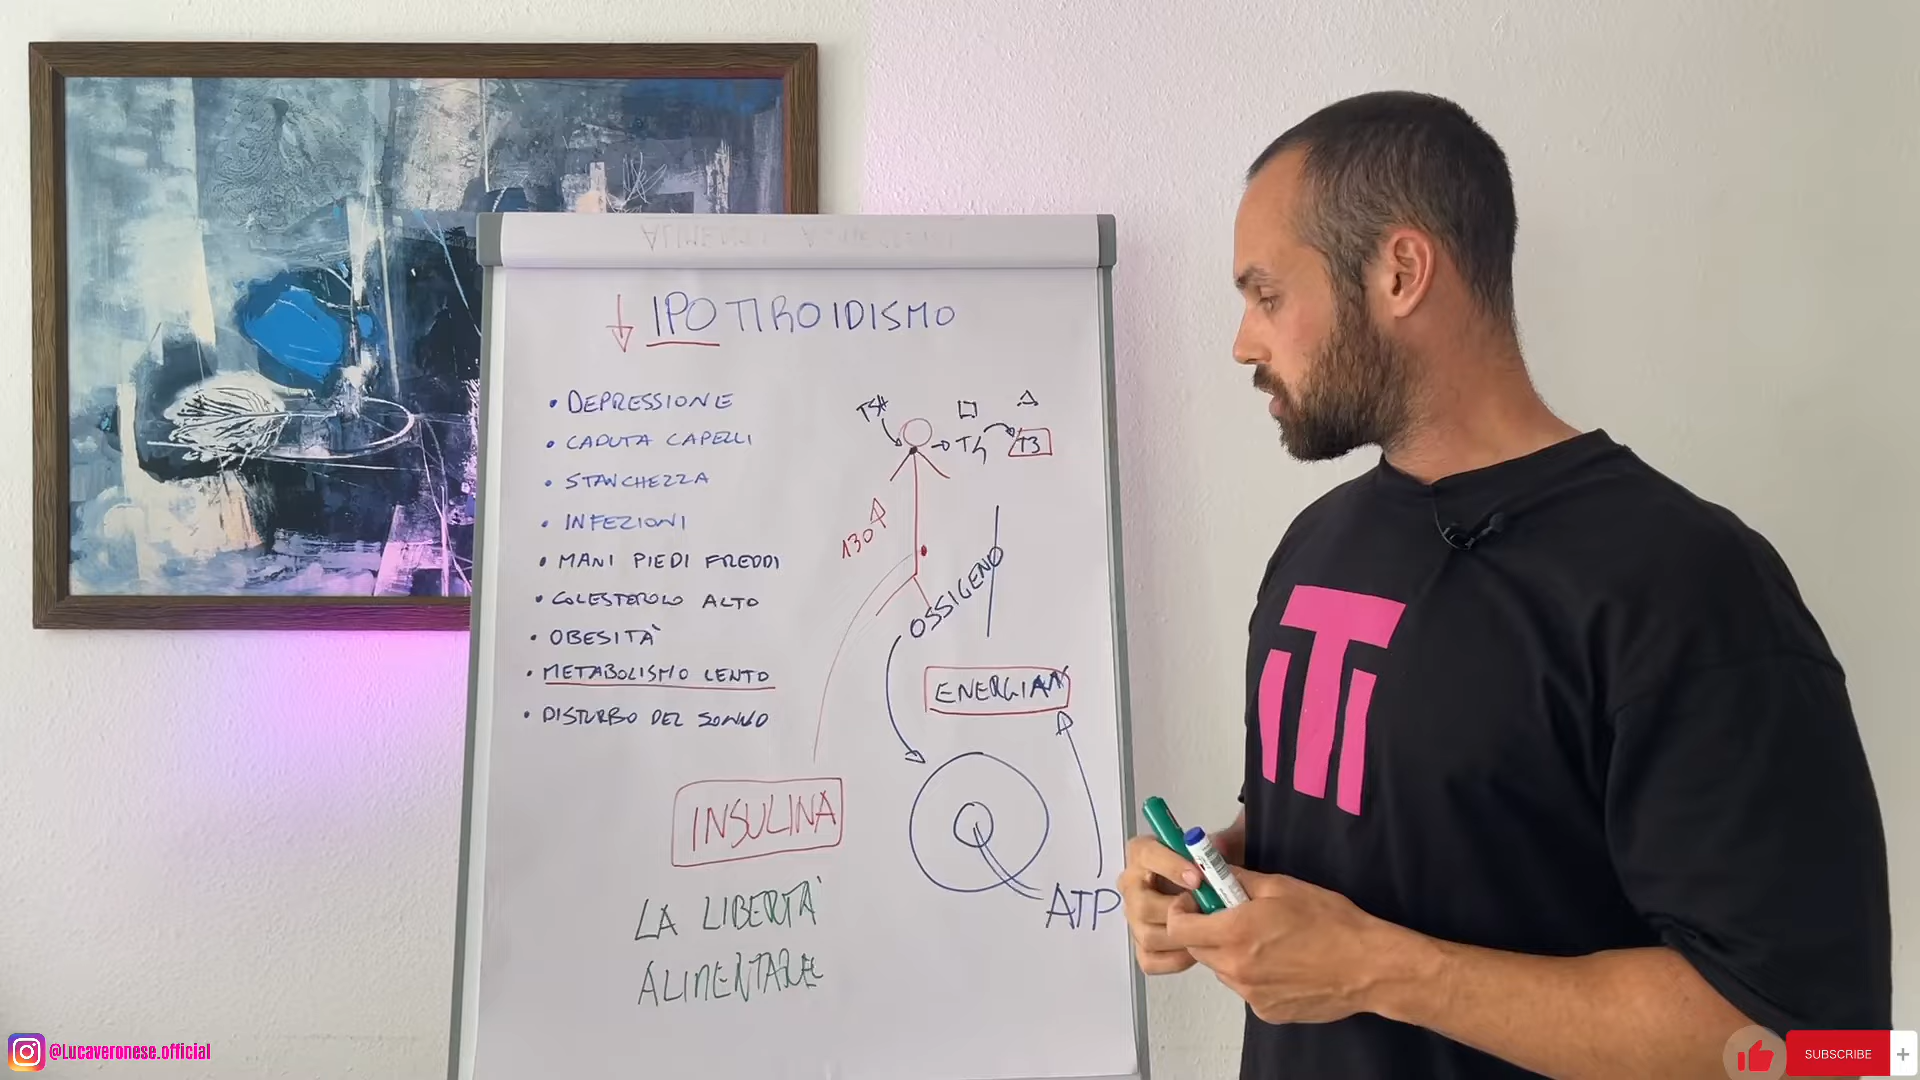 IPOTIROIDISMO
• DEPRESSIONE
• CADUTA CAPELLI
• STANCHEZZA
• INFEZIONI
• MANI PIEDI FREDDI
• COLESTEROLO ALTO
• OBESITÀ
• METABOLISMO LENTO
• DISTURBO DEL SONNO
TSH
T4
T3
130
OSSIGENO
ENERGIA
INSULINA
ATP
LA LIBERTÀ
ALIMENTARE
@Lucaveronese.official
SUBSCRIBE